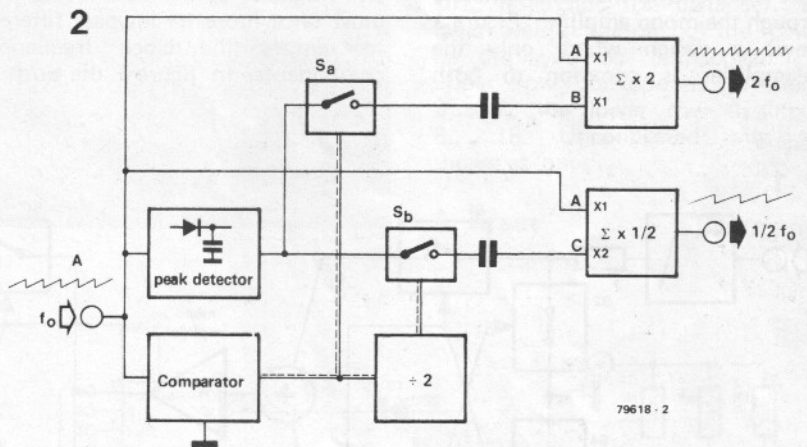 2
Sa
A
X1
Σ x 2
2 fo
B
X1
A
X1
Σ x 1/2
1/2 fo
Sb
C
X2
A
peak detector
fo
Comparator
÷ 2
79618 - 2